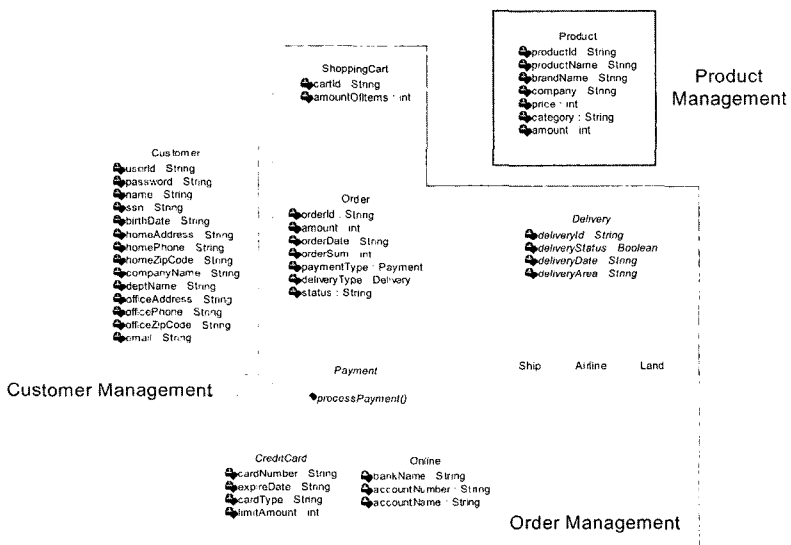 Product
productId String
productName String
brandName String
company String
price : int
category : String
amount int
Product
Management
ShoppingCart
cartId String
amountOfItems : int
Customer
userId String
password String
name String
ssn String
birthDate String
homeAddress String
homePhone String
homeZipCode String
companyName String
deptName String
officeAddress String
officePhone String
officeZipCode String
email String
Customer Management
Order
orderId : String
amount int
orderDate String
orderSum int
paymentType : Payment
deliveryType Delivery
status : String
Delivery
deliveryId String
deliveryStatus Boolean
deliveryDate String
deliveryArea String
Payment
processPayment()
Ship Airline Land
CreditCard
cardNumber String
expireDate String
cardType String
limitAmount int
Online
bankName String
accountNumber : String
accountName : String
Order Management